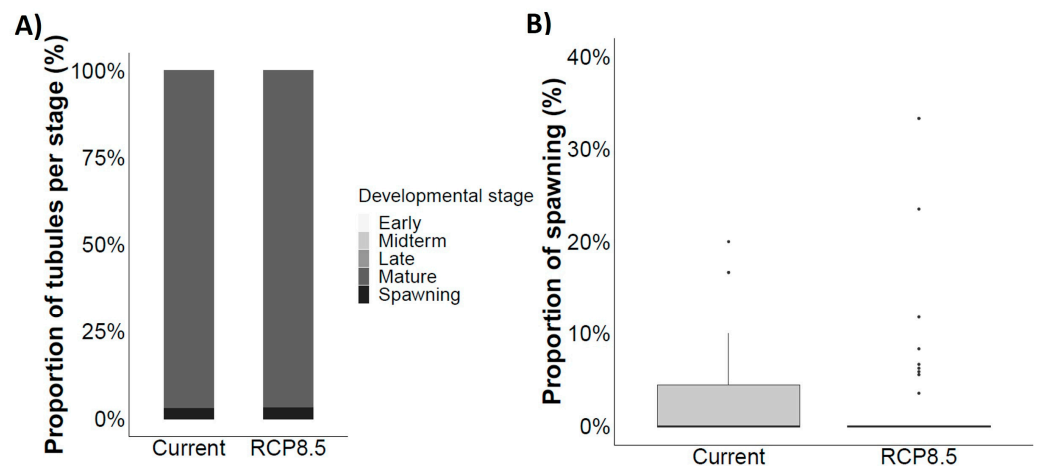 A)
Proportion of tubules per stage (%)
100%
75%
50%
25%
0%
Current RCP8.5
Developmental stage
Early
Midterm
Late
Mature
Spawning
B)
Proportion of spawning (%)
40%
30%
20%
10%
0%
Current RCP8.5